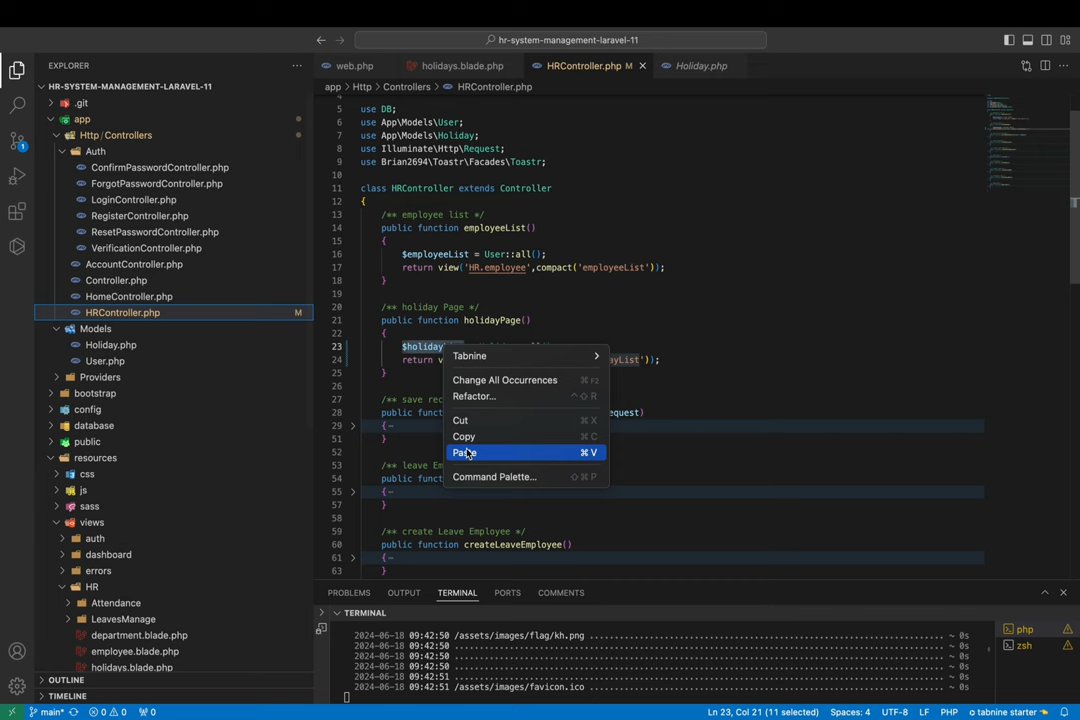 hr-system-management-laravel-11
EXPLORER
web.php
holidays.blade.php
HRController.php M
Holiday.php
HR-SYSTEM-MANAGEMENT-LARAVEL-11
app > Http > Controllers > HRController.php
.git
app
Http / Controllers
Auth
ConfirmPasswordController.php
ForgotPasswordController.php
LoginController.php
RegisterController.php
ResetPasswordController.php
VerificationController.php
AccountController.php
Controller.php
HomeController.php
HRController.php M
Models
Holiday.php
User.php
Providers
bootstrap
config
database
public
resources
css
js
sass
views
auth
dashboard
errors
HR
Attendance
LeavesManage
department.blade.php
employee.blade.php
holidays.blade.php
OUTLINE
TIMELINE
4
5 use DB;
6 use App\Models\User;
7 use App\Models\Holiday;
8 use Illuminate\Http\Request;
9 use Brian2694\Toastr\Facades\Toastr;
10
11 class HRController extends Controller
12 {
13 /** employee list */
14 public function employeeList()
15 {
16 $employeeList = User::all();
17 return view('HR.employee',compact('employeeList'));
18 }
19
20 /** holiday Page */
21 public function holidayPage()
22 {
23 $holiday
24 return v
yList'));
25 }
26
27 /** save rec
28 public funct
equest)
29 {
51 }
52
53 /** leave Em
54 public funct
55 {
57 }
58
59 /** create Leave Employee */
60 public function createLeaveEmployee()
61 {
63 }
Tabnine
Change All Occurrences ⌘F2
Refactor... ⌃⇧R
Cut ⌘X
Copy ⌘C
Paste ⌘V
Command Palette... ⇧⌘P
PROBLEMS OUTPUT TERMINAL PORTS COMMENTS
TERMINAL
2024-06-18 09:42:50 /assets/images/flag/kh.png ~ 0s
2024-06-18 09:42:50 ~ 0s
2024-06-18 09:42:50 ~ 0s
2024-06-18 09:42:51 ~ 0s
2024-06-18 09:42:51 /assets/images/favicon.ico ~ 0s
php
zsh
main* 0 0 0 Ln 23, Col 21 (11 selected) Spaces: 4 UTF-8 LF PHP tabnine starter